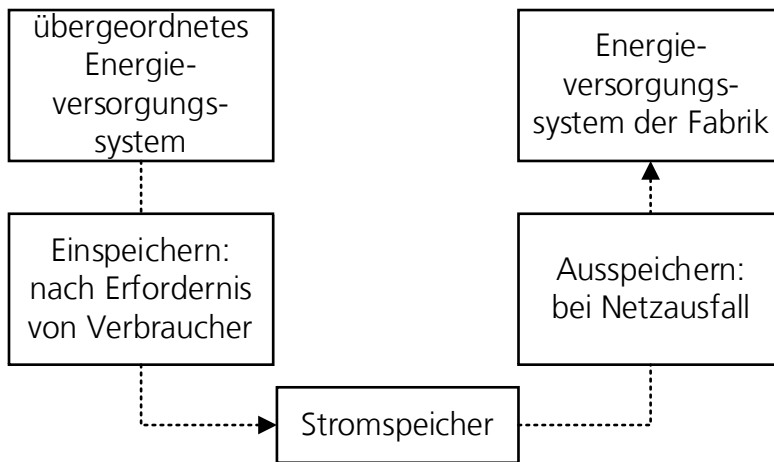 übergeordnetes
Energie-
versorgungs-
system
Energie-
versorgungs-
system der Fabrik
Einspeichern:
nach Erfordernis
von Verbraucher
Ausspeichern:
bei Netzausfall
Stromspeicher